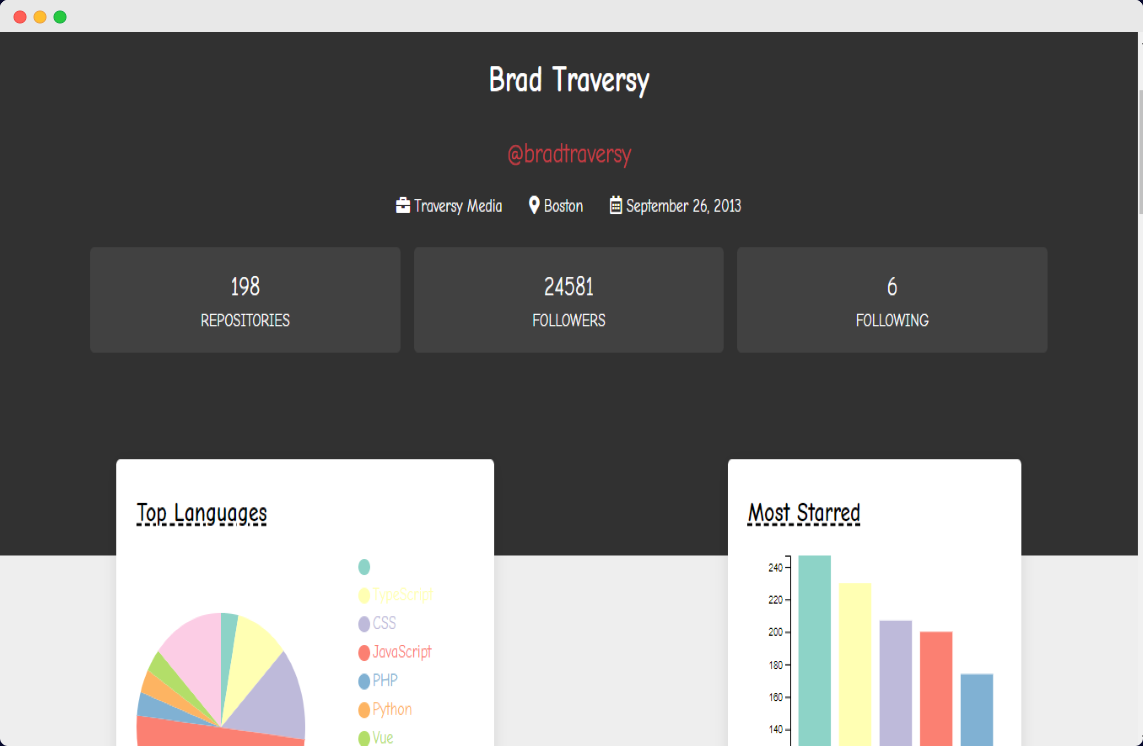 Brad Traversy
@bradtraversy
Traversy Media Boston September 26, 2013
198
REPOSITORIES
24581
FOLLOWERS
6
FOLLOWING
Top Languages
TypeScript
CSS
JavaScript
PHP
Python
Vue
Most Starred
240
220
200
180
160
140